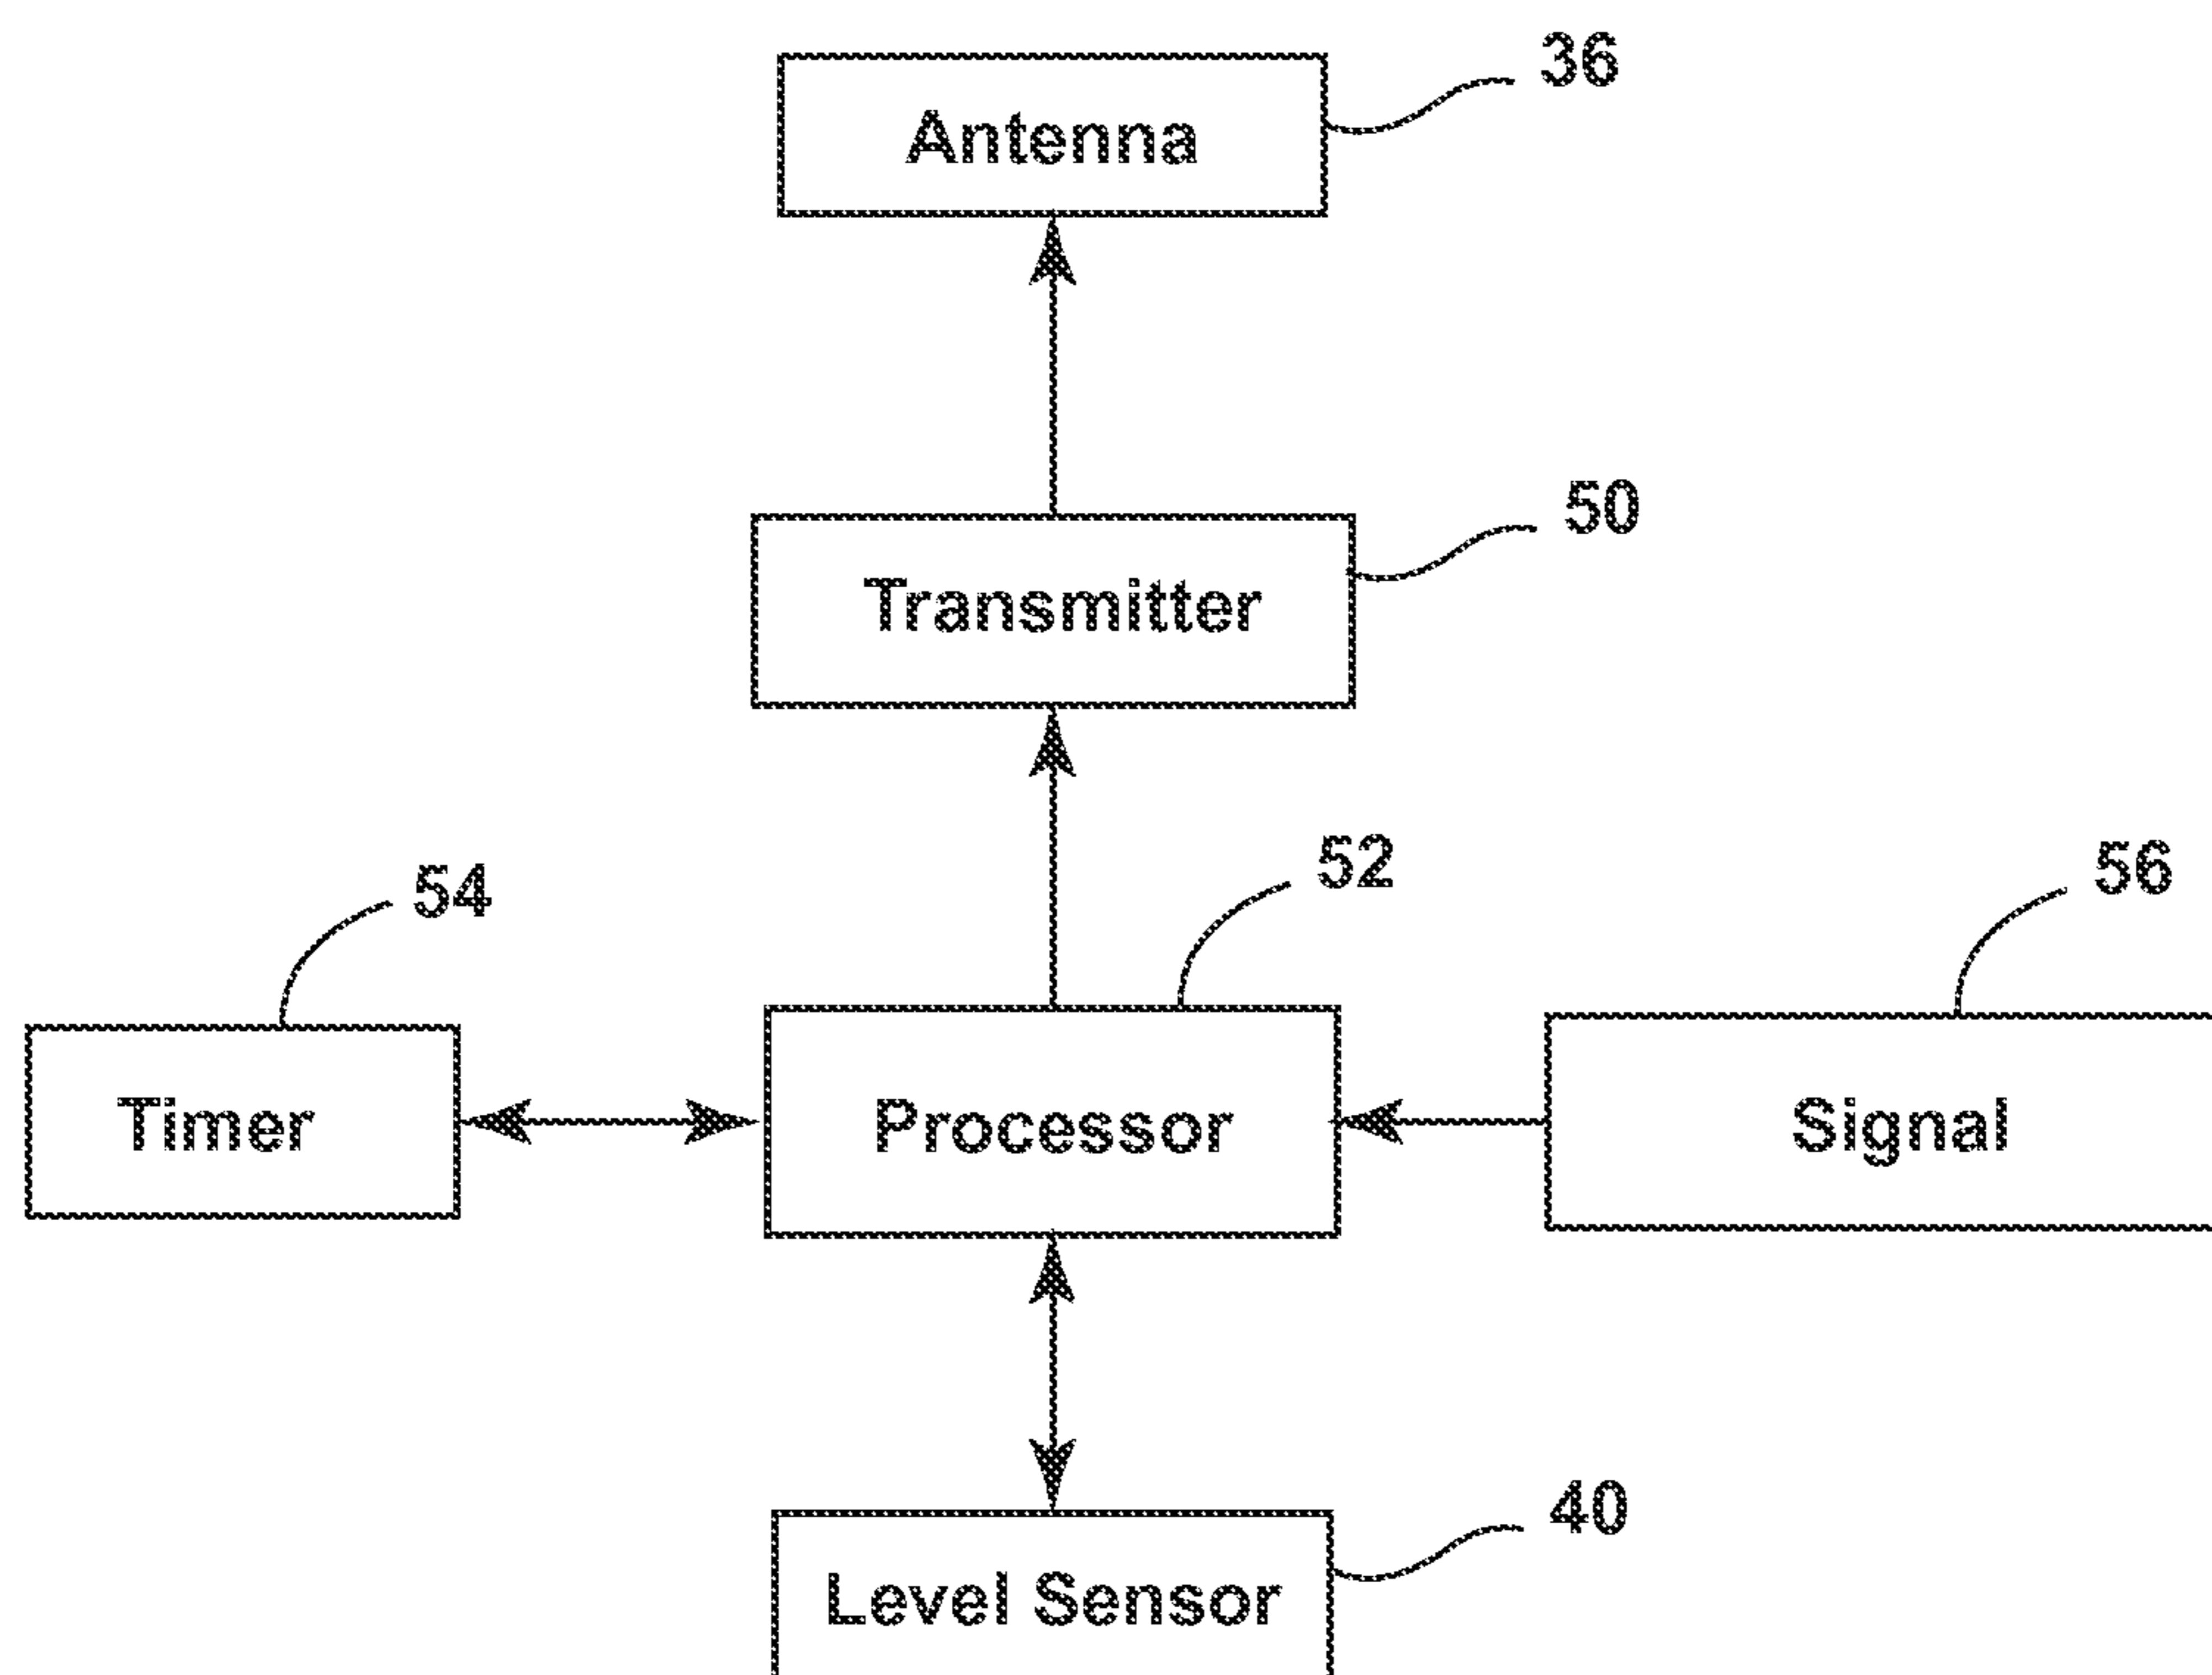 36
Antenna
50
Transmitter
54
52
56
Timer
Processor
Signal
40
Level Sensor